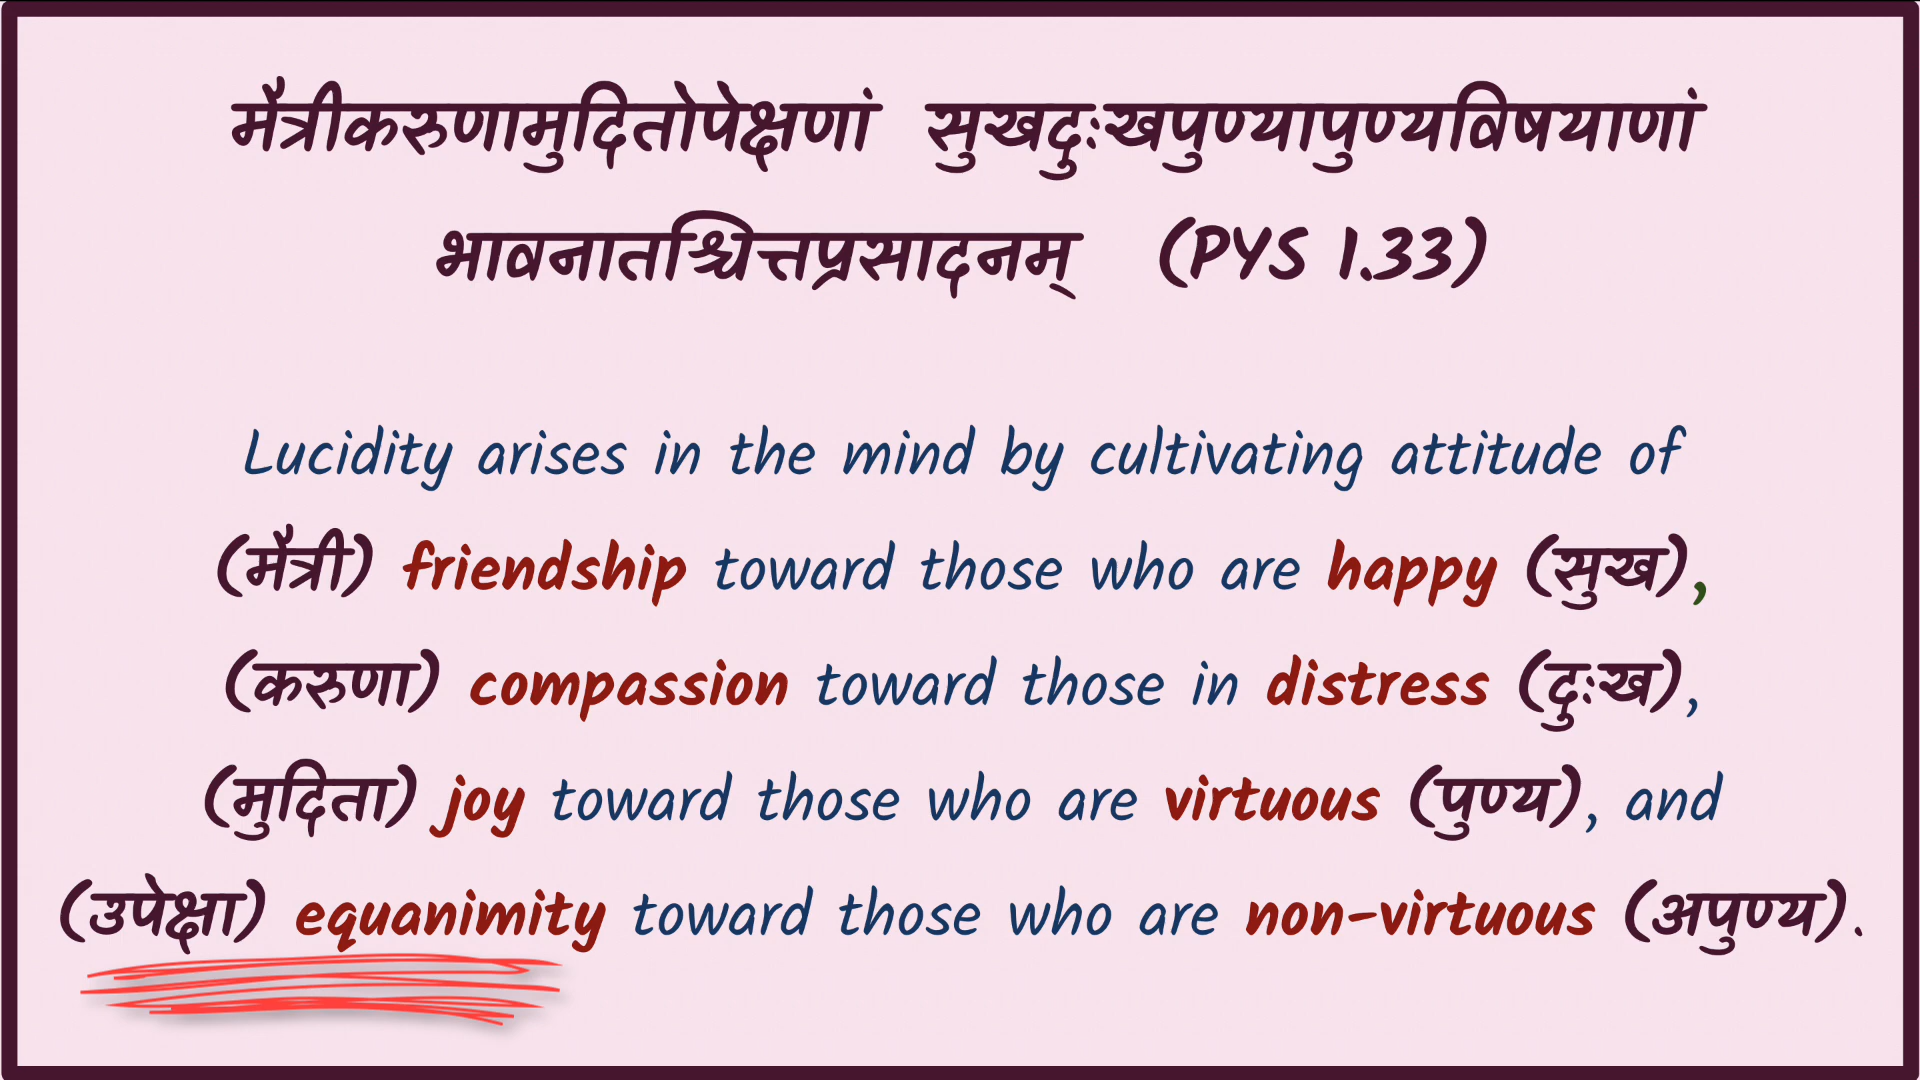 मैत्रीकरुणामुदितोपेक्षणां सुखदुःखपुण्यापुण्यविषयाणां
भावनातश्चित्तप्रसादनम् (PYS 1.33)
Lucidity arises in the mind by cultivating attitude of
(मैत्री) friendship toward those who are happy (सुख),
(करुणा) compassion toward those in distress (दुःख),
(मुदिता) joy toward those who are virtuous (पुण्य), and
(उपेक्षा) equanimity toward those who are non-virtuous (अपुण्य).